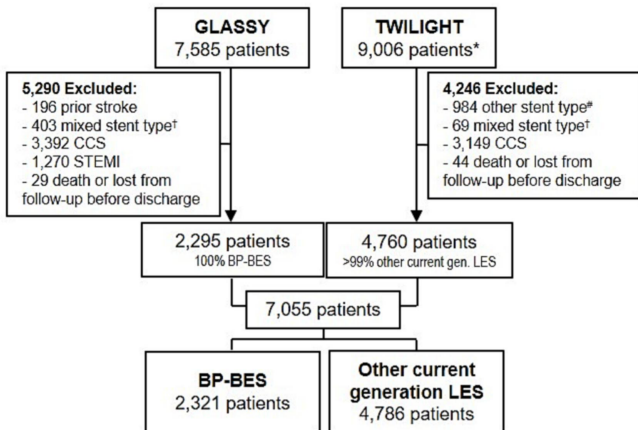 GLASSY
7,585 patients
TWILIGHT
9,006 patients*
5,290 Excluded:
- 196 prior stroke
- 403 mixed stent type†
- 3,392 CCS
- 1,270 STEMI
- 29 death or lost from
follow-up before discharge
4,246 Excluded:
- 984 other stent type#
- 69 mixed stent type†
- 3,149 CCS
- 44 death or lost from
follow-up before discharge
2,295 patients
100% BP-BES
4,760 patients
>99% other current gen. LES
7,055 patients
BP-BES
2,321 patients
Other current
generation LES
4,786 patients